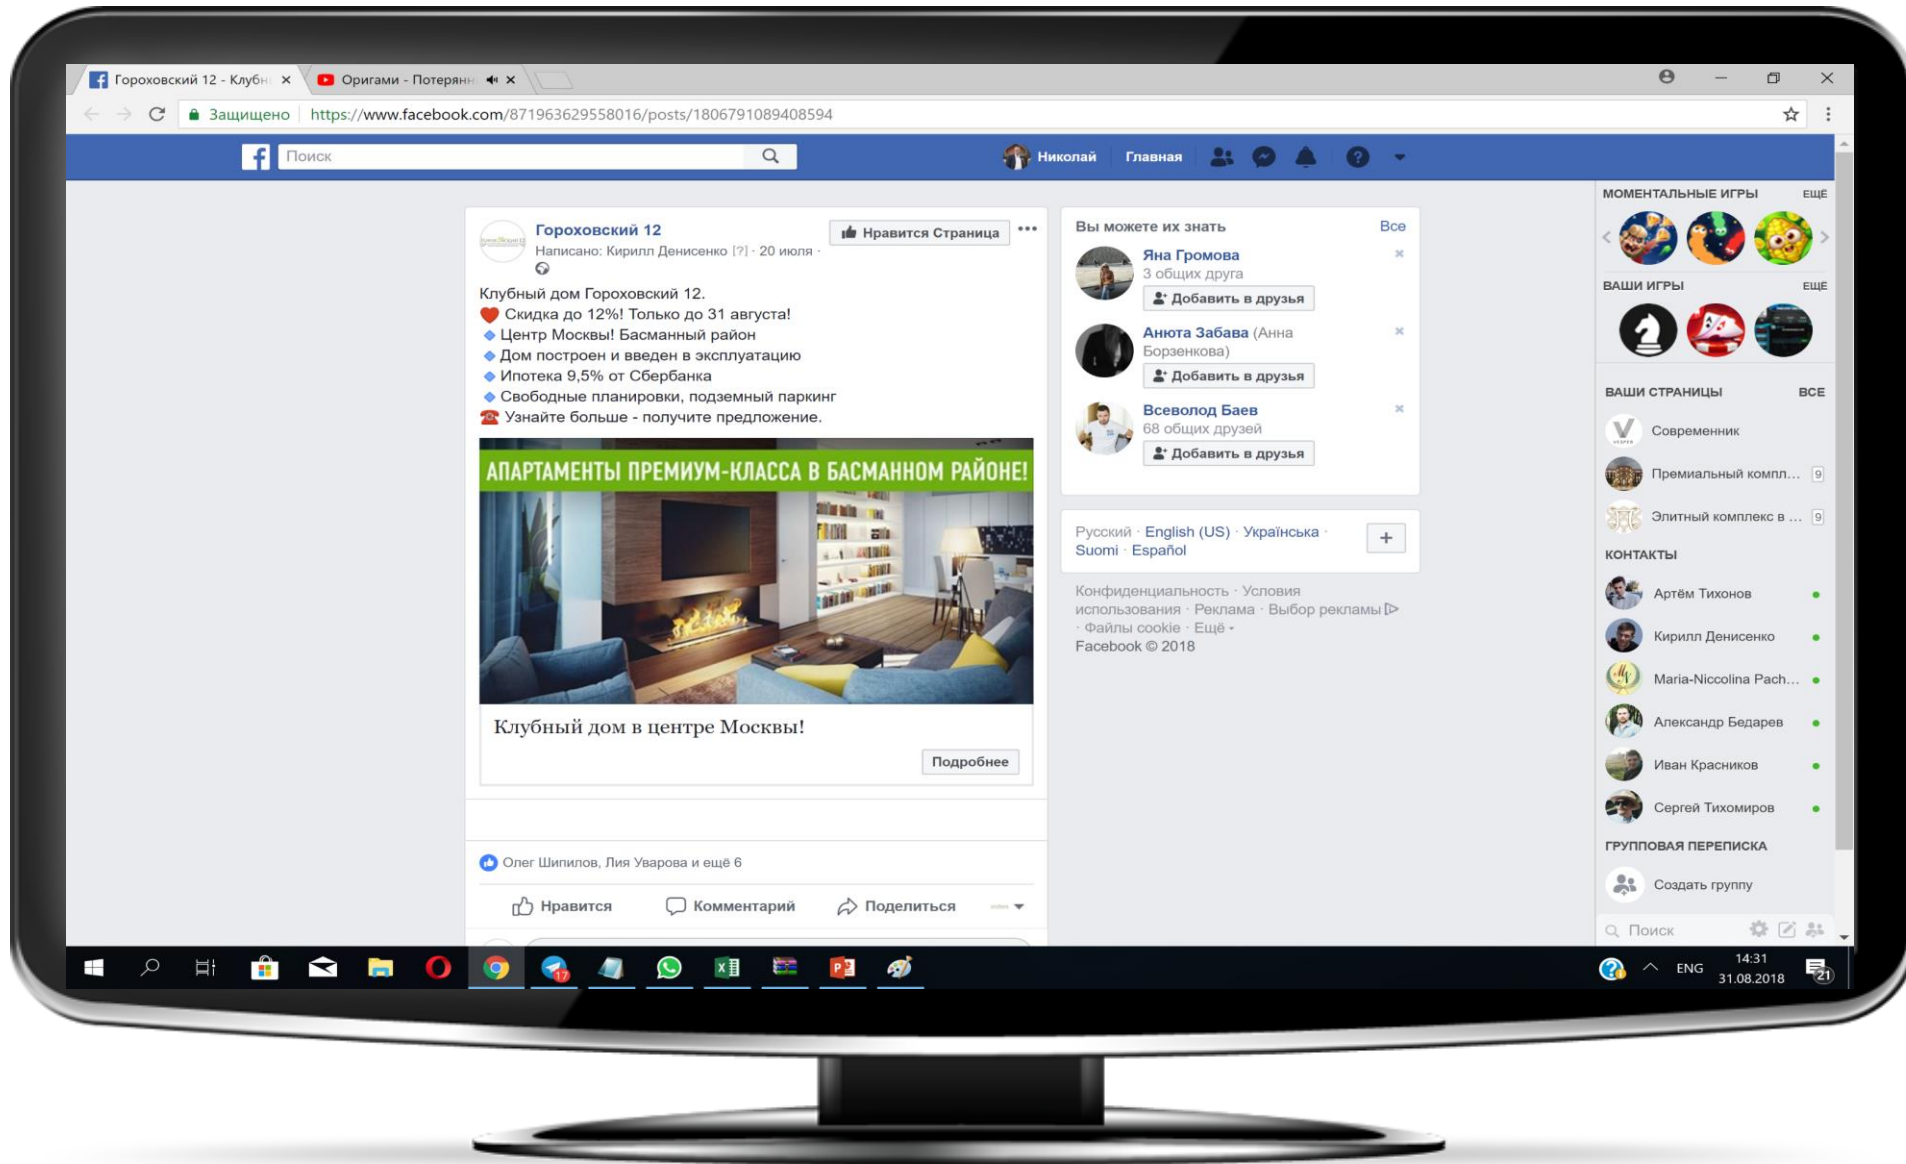 Гороховский 12 - Клубн
Оригами - Потерянн
Защищено
https://www.facebook.com/871963629558016/posts/1806791089408594
Поиск
Николай
Главная
Гороховский 12
Написано: Кирилл Денисенко [?] · 20 июля ·
Нравится Страница
Клубный дом Гороховский 12.
Скидка до 12%! Только до 31 августа!
Центр Москвы! Басманный район
Дом построен и введен в эксплуатацию
Ипотека 9,5% от Сбербанка
Свободные планировки, подземный паркинг
Узнайте больше - получите предложение.
АПАРТАМЕНТЫ ПРЕМИУМ-КЛАССА В БАСМАННОМ РАЙОНЕ!
Клубный дом в центре Москвы!
Подробнее
Олег Шипилов, Лия Уварова и ещё 6
Нравится
Комментарий
Поделиться
Вы можете их знать
Все
Яна Громова
3 общих друга
Добавить в друзья
Анюта Забава (Анна
Борзенкова)
Добавить в друзья
Всеволод Баев
68 общих друзей
Добавить в друзья
Русский · English (US) · Українська ·
Suomi · Español
Конфиденциальность · Условия
использования · Реклама · Выбор рекламы
· Файлы cookie · Ещё
Facebook © 2018
МОМЕНТАЛЬНЫЕ ИГРЫ
ЕЩЁ
ВАШИ ИГРЫ
ЕЩЁ
ВАШИ СТРАНИЦЫ
ВСЕ
Современник
Премиальный компл... 9
Элитный комплекс в ... 9
КОНТАКТЫ
Артём Тихонов
Кирилл Денисенко
Maria-Niccolina Pach...
Александр Бедарев
Иван Красников
Сергей Тихомиров
ГРУППОВАЯ ПЕРЕПИСКА
Создать группу
Поиск
17
ENG
14:31
31.08.2018
21